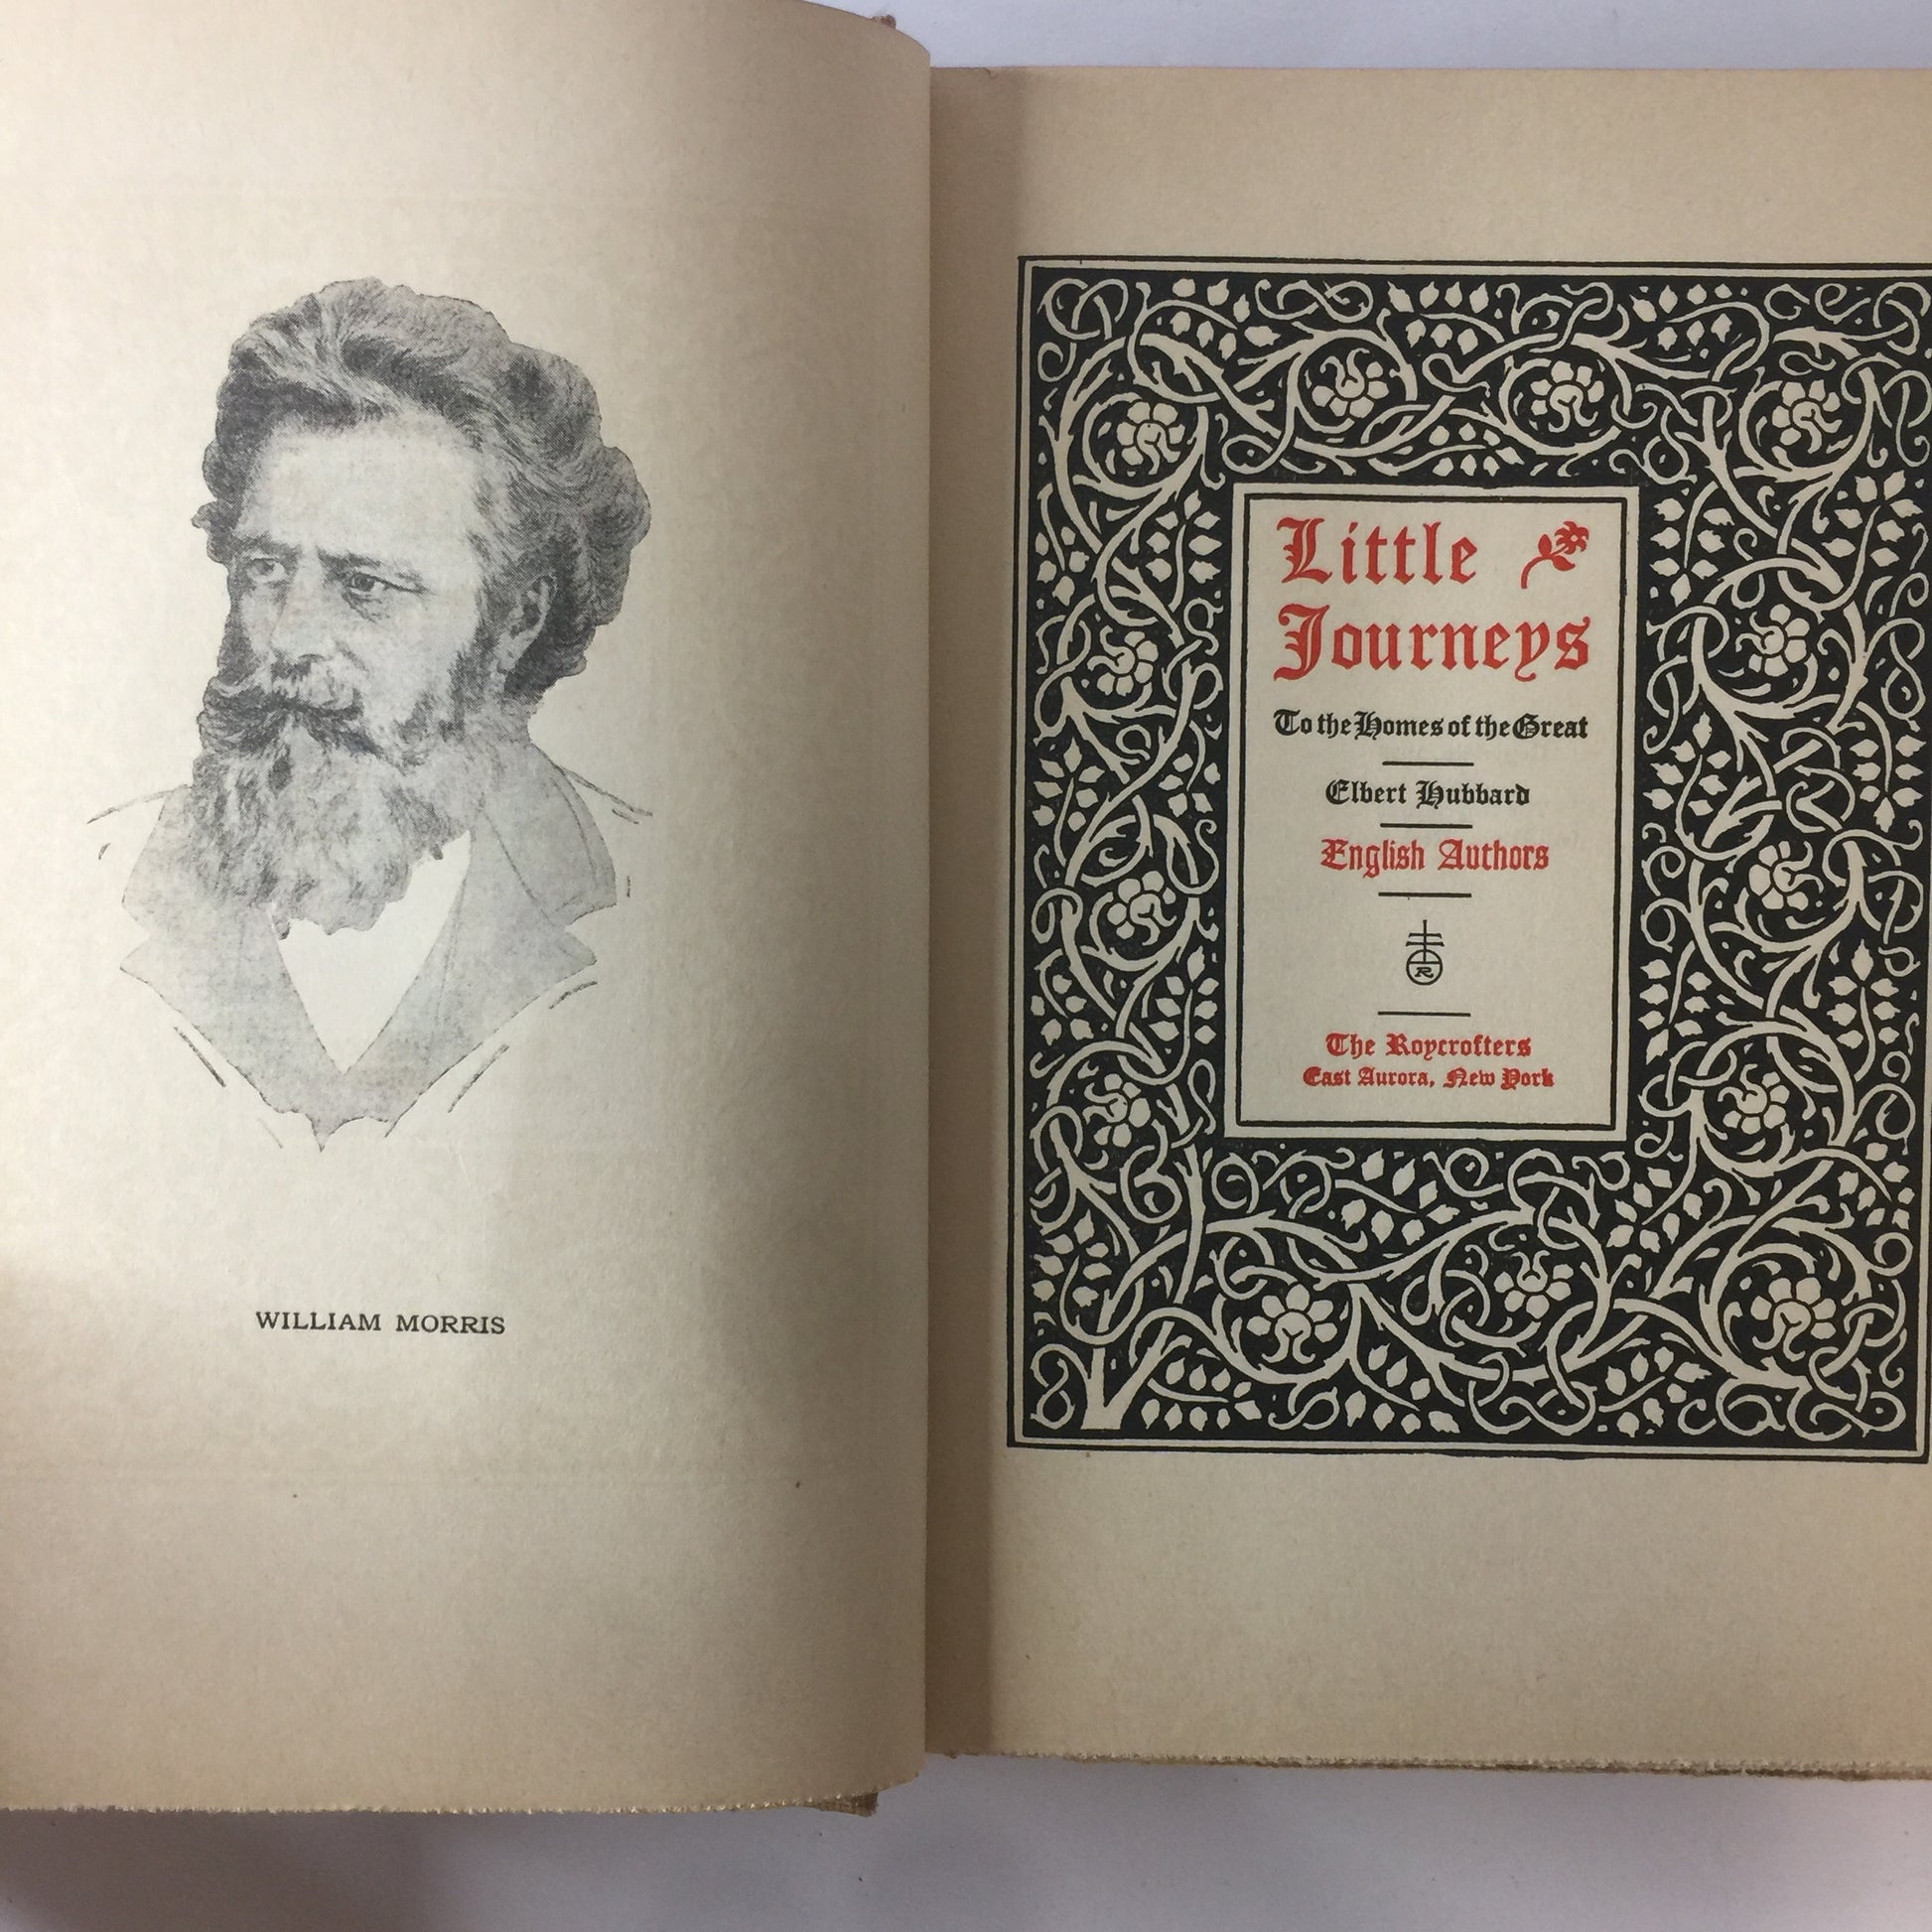 WILLIAM MORRIS
Little
Journeys
To the Homes of the Great
Elbert Hubbard
English Authors
R
The Roycrofters
East Aurora, New York